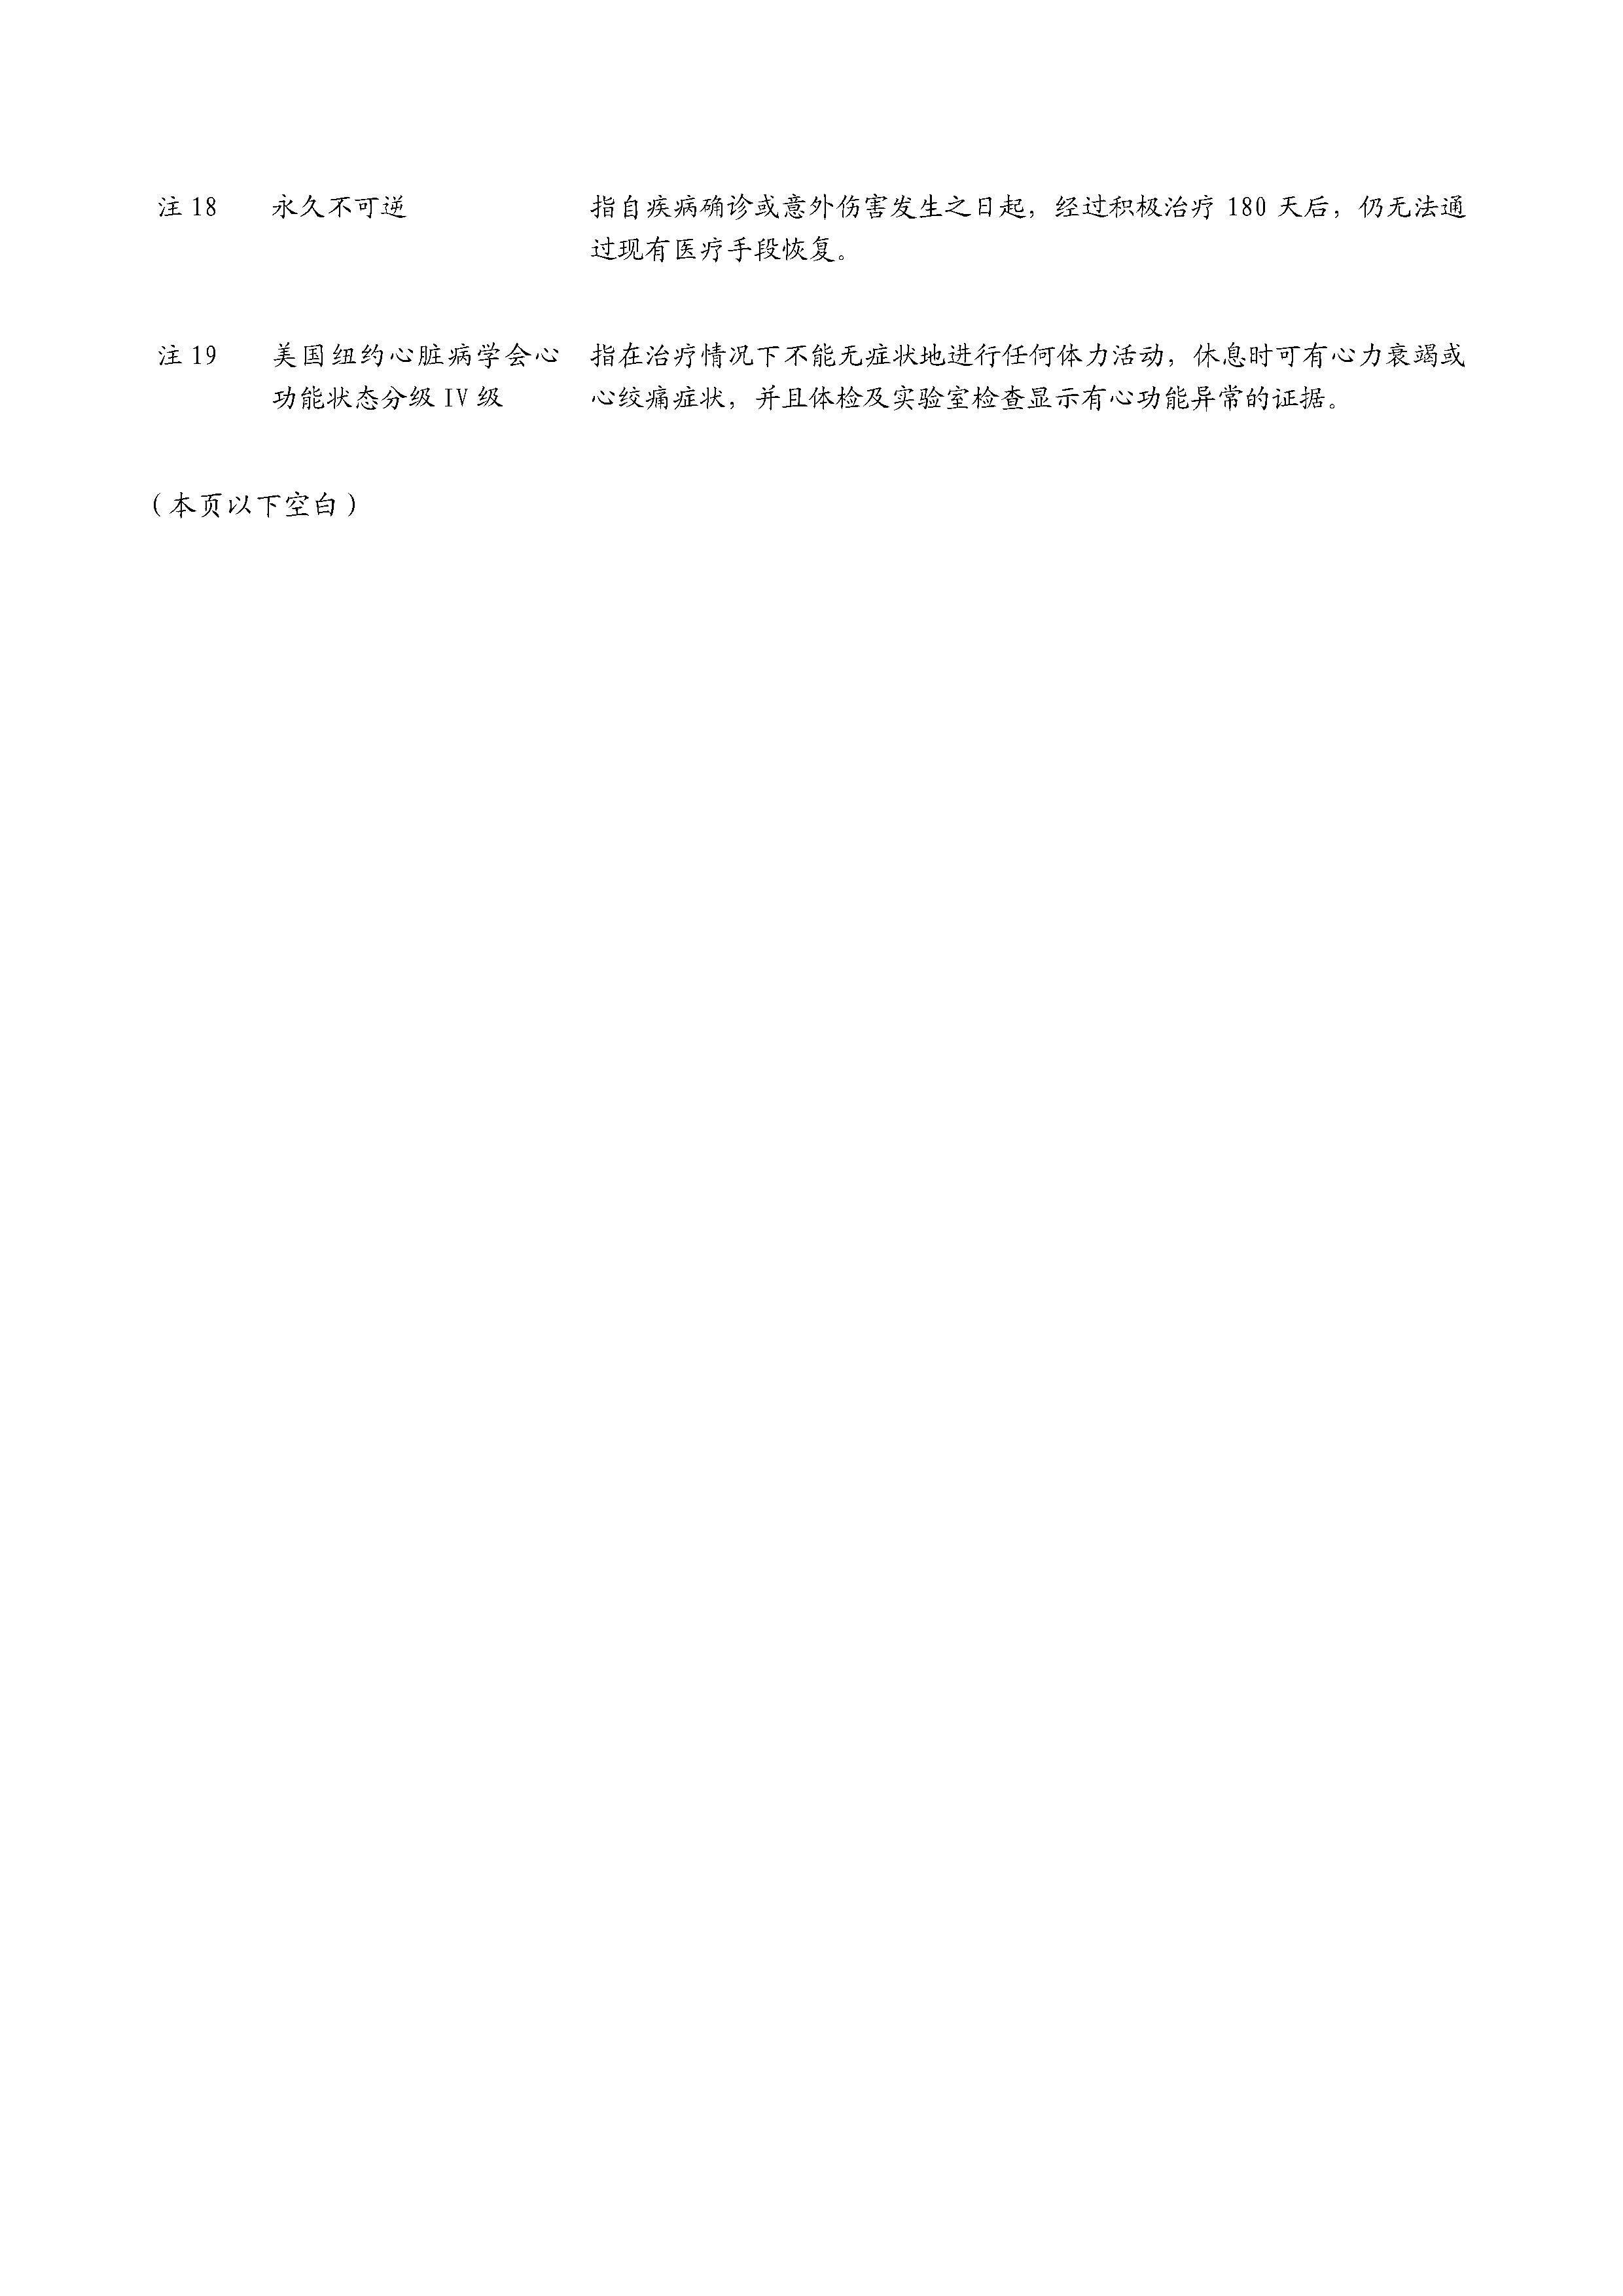 注 18 永久不可逆 指自疾病确诊或意外伤害发生之日起，经过积极治疗 180 天后，仍无法通
过现有医疗手段恢复。
注 19 美国纽约心脏病学会心 指在治疗情况下不能无症状地进行任何体力活动，休息时可有心力衰竭或
功能状态分级 IV 级 心绞痛症状，并且体检及实验室检查显示有心功能异常的证据。
（本页以下空白）